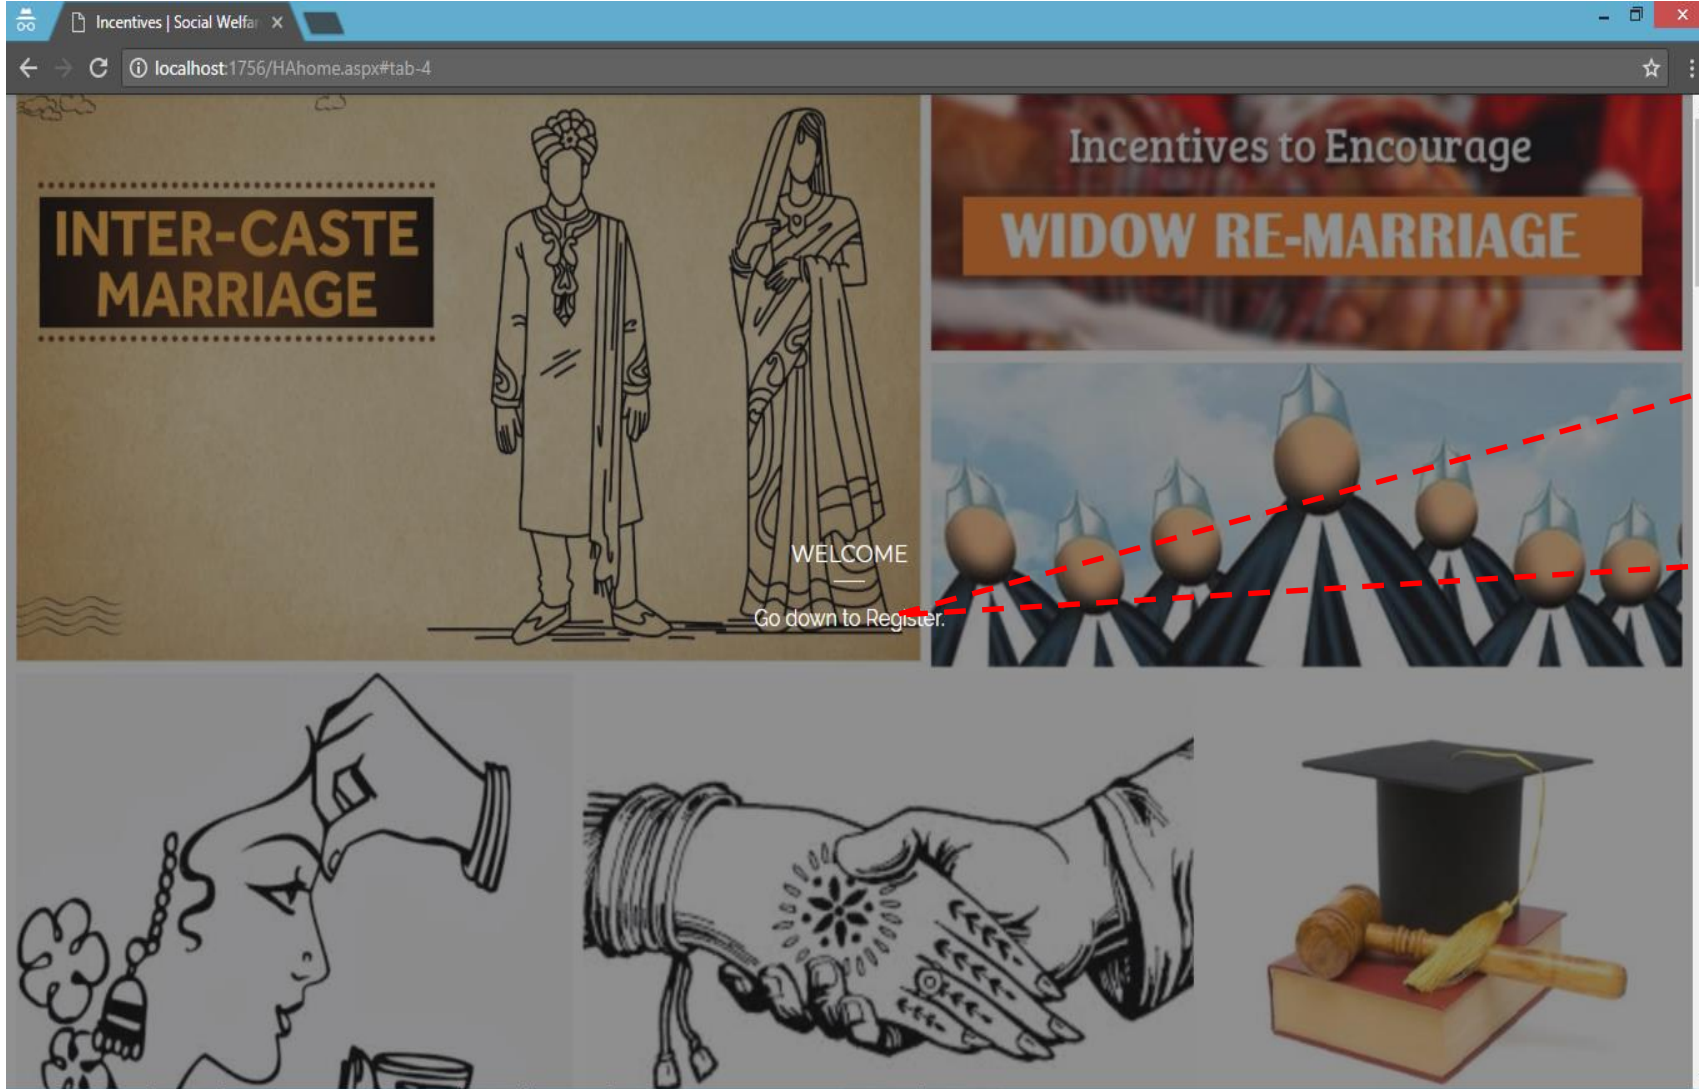 Incentives | Social Welfar
localhost:1756/HAhome.aspx#tab-4
INTER-CASTE
MARRIAGE
Incentives to Encourage
WIDOW RE-MARRIAGE
WELCOME
Go down to Register.